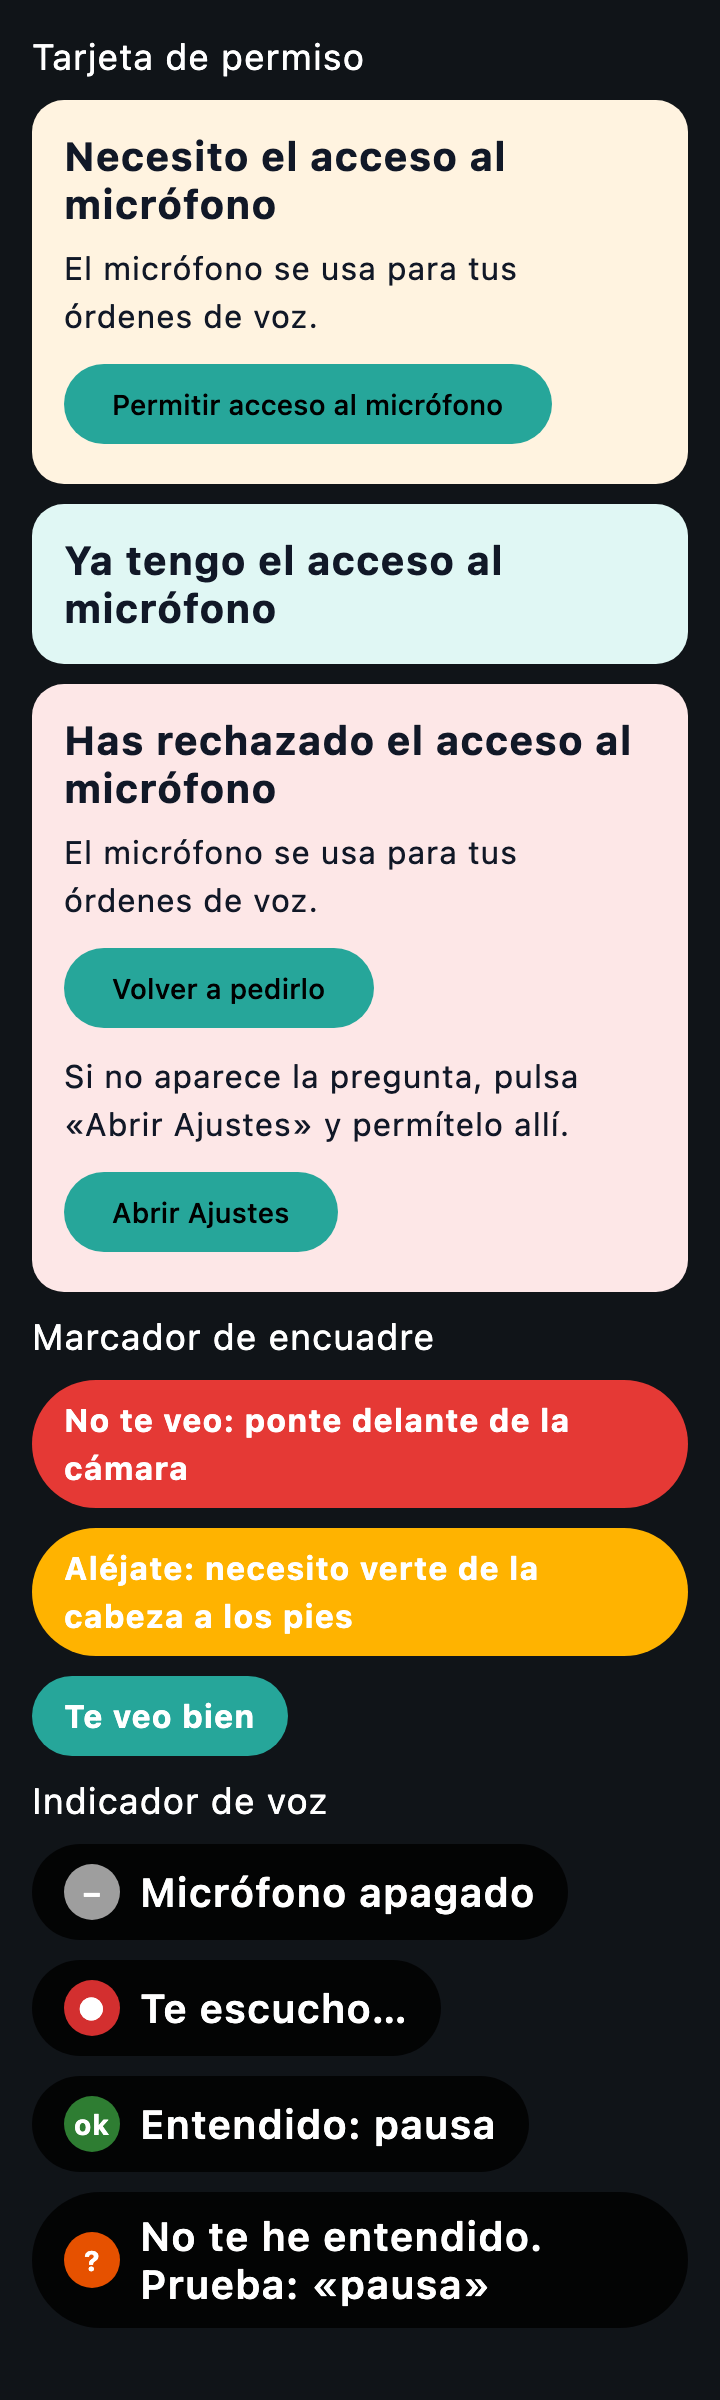 Tarjeta de permiso
Necesito el acceso al
micrófono
El micrófono se usa para tus
órdenes de voz.
Permitir acceso al micrófono
Ya tengo el acceso al
micrófono
Has rechazado el acceso al
micrófono
El micrófono se usa para tus
órdenes de voz.
Volver a pedirlo
Si no aparece la pregunta, pulsa
«Abrir Ajustes» y permítelo allí.
Abrir Ajustes
Marcador de encuadre
No te veo: ponte delante de la
cámara
Aléjate: necesito verte de la
cabeza a los pies
Te veo bien
Indicador de voz
– Micrófono apagado
Te escucho...
ok Entendido: pausa
? No te he entendido.
Prueba: «pausa»